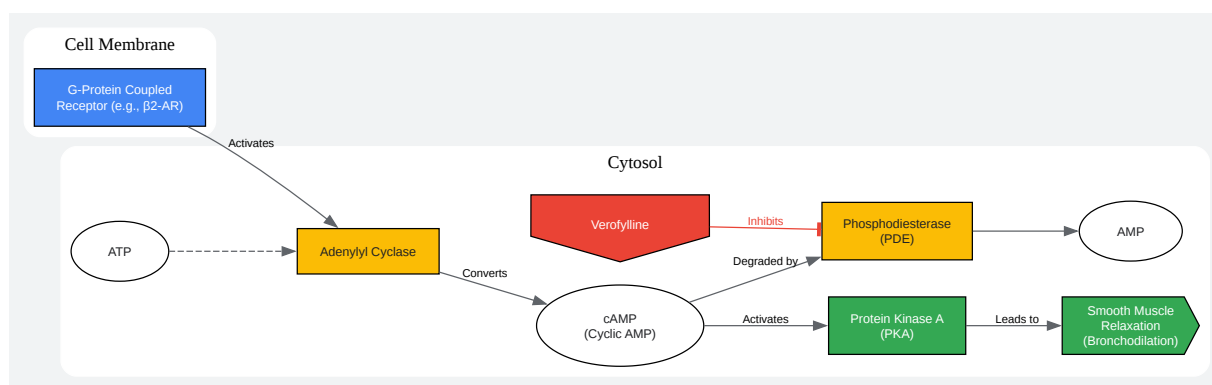 Cell Membrane
G-Protein Coupled
Receptor (e.g., β2-AR)
Activates
Cytosol
ATP
Adenylyl Cyclase
Converts
Verofylline
Inhibits
Phosphodiesterase
(PDE)
AMP
Degraded by
cAMP
(Cyclic AMP)
Activates
Protein Kinase A
(PKA)
Leads to
Smooth Muscle
Relaxation
(Bronchodilation)